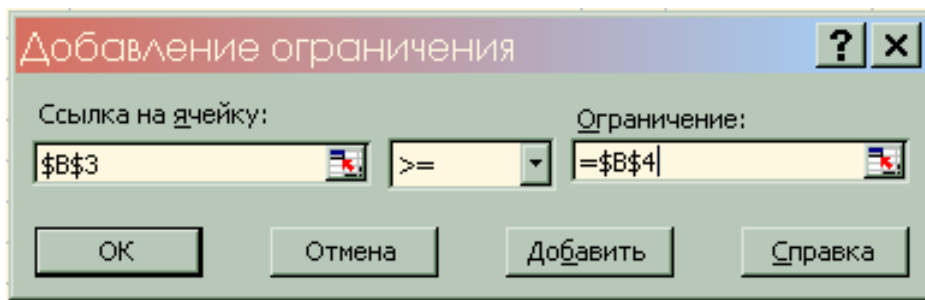 Добавление ограничения ? ×
Ссылка на ячейку: Ограничение:
$B$3 >= =$B$4
ОК Отмена Добавить Справка